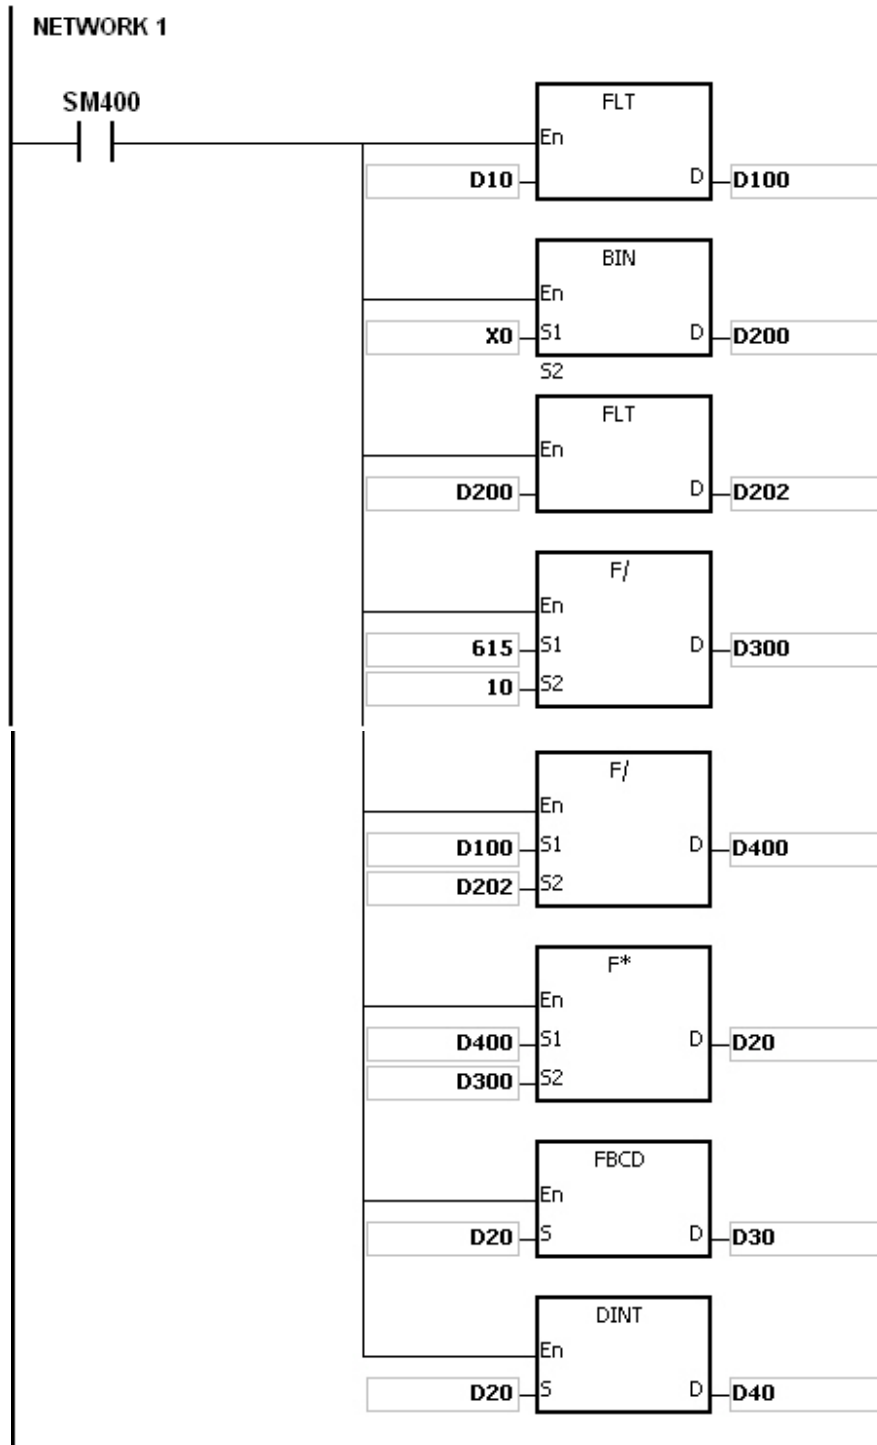 NETWORK 1
SM400
FLT
En
D10 D D100
BIN
En
X0 S1 D D200
S2
FLT
En
D200 D D202
F/
En
615 S1 D D300
10 S2
F/
En
D100 S1 D D400
D202 S2
F*
En
D400 S1 D D20
D300 S2
FBCD
En
D20 S D D30
DINT
En
D20 S D D40